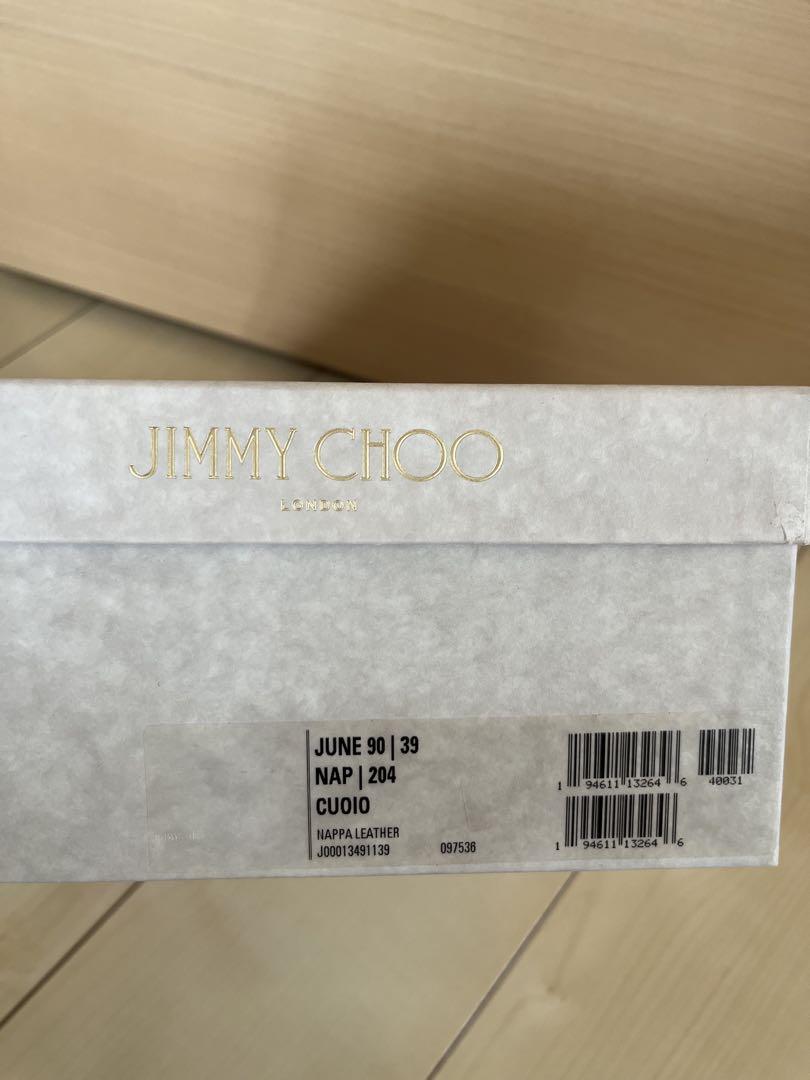 JIMMY CHOO
LONDON
JUNE 90 | 39
NAP | 204
CUOIO
NAPPA LEATHER
J00013491139 097536
1 94611 13264 6 40031
1 94611 13264 6